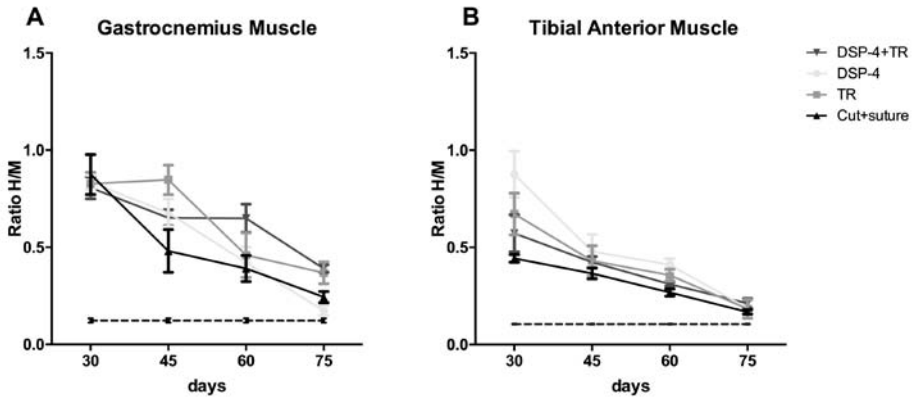 A
Gastrocnemius Muscle
1.5
1.0
0.5
0.0
Ratio H/M
30 45 60 75
days
B
Tibial Anterior Muscle
1.5
1.0
0.5
0.0
Ratio H/M
30 45 60 75
days
DSP-4+TR
DSP-4
TR
Cut+suture